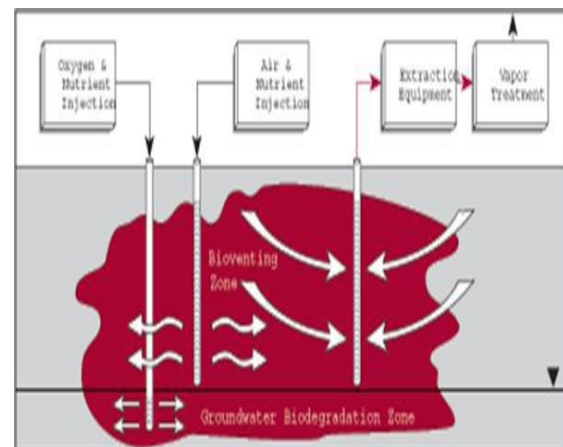 Oxygen &
Nutrient
Injection
Air &
Nutrient
Injection
Extraction
Equipment
Vapor
Treatment
Bioventing
Zone
Groundwater Biodegradation Zone